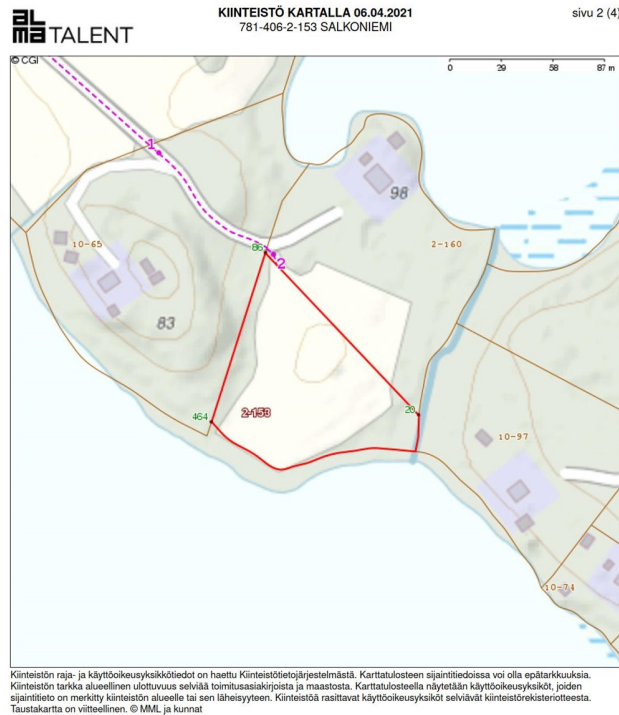 ALMA TALENT
KIINTEISTÖ KARTALLA 06.04.2021
781-406-2-153 SALKONIEMI
sivu 2 (4)
© CGI
0 29 58 87 m
1
98
86
2
10-65
2-160
83
464
2-153
20
10-97
10-74
Kiinteistön raja- ja käyttöoikeusyksikkötiedot on haettu Kiinteistötietojärjestelmästä. Karttatulosteen sijaintitiedoissa voi olla epätarkkuuksia.
Kiinteistön tarkka alueellinen ulottuvuus selviää toimitusasiakirjoista ja maastosta. Karttatulosteella näytetään käyttöoikeusyksiköt, joiden
sijaintitieto on merkitty kiinteistön alueelle tai sen läheisyyteen. Kiinteistöä rasittavat käyttöoikeusyksiköt selviävät kiinteistörekisteriotteesta.
Taustakartta on viitteellinen. © MML ja kunnat